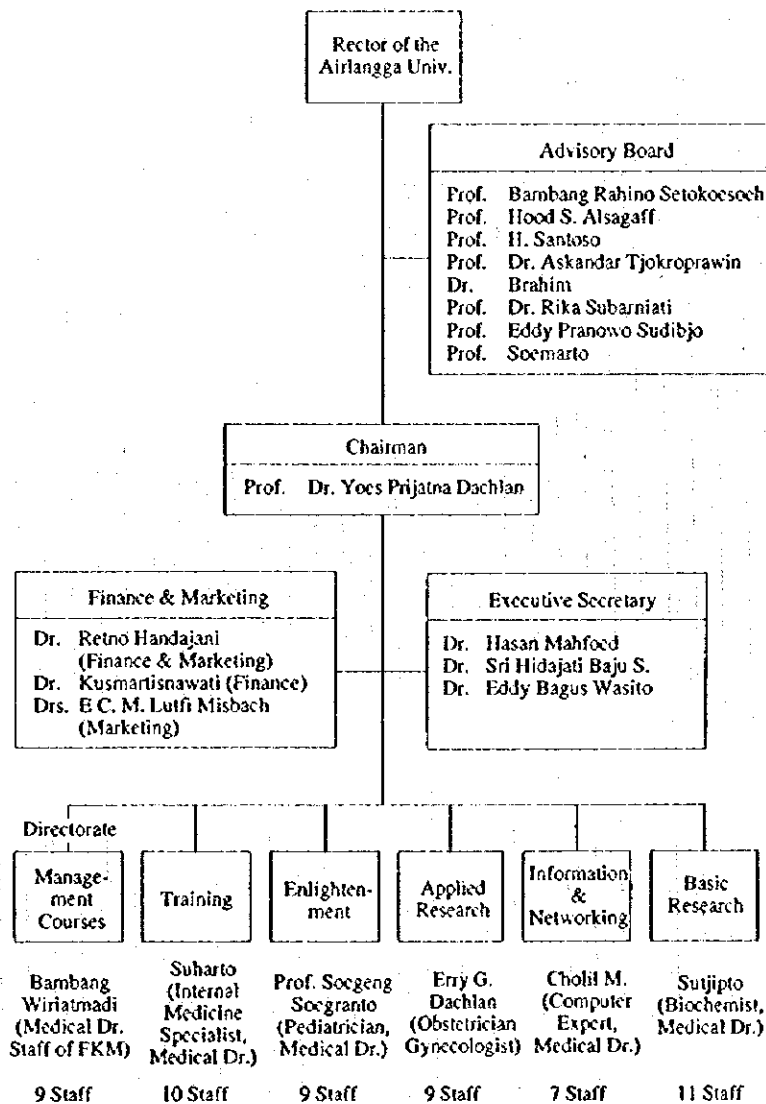 Rector of the
Airlangga Univ.
Advisory Board
Prof. Bambang Rahino Setokoesoeh
Prof. Hood S. Alsagaff
Prof. H. Santoso
Prof. Dr. Askandar Tjokroprawin
Dr. Brahim
Prof. Dr. Rika Subarniati
Prof. Eddy Pranowo Sudibjo
Prof. Soemarto
Chairman
Prof. Dr. Yoes Prijatna Dachlan
Finance & Marketing
Dr. Retno Handajani
(Finance & Marketing)
Dr. Kusmartisnawati (Finance)
Drs. E C. M. Lutfi Misbach
(Marketing)
Executive Secretary
Dr. Hasan Mahfoed
Dr. Sri Hidajati Baju S.
Dr. Eddy Bagus Wasito
Directorate
Manage-
ment
Courses
Training
Enlighten-
ment
Applied
Research
Information
&
Networking
Basic
Research
Bambang
Wiriatmadi
(Medical Dr.
Staff of FKM)
Suharto
(Internal
Medicine
Specialist,
Medical Dr.)
Prof. Soegeng
Soegranto
(Pediatrician,
Medical Dr.)
Erry G.
Dachlan
(Obstetrician
Gynecologist)
Cholil M.
(Computer
Expert,
Medical Dr.)
Sutjipto
(Biochemist,
Medical Dr.)
9 Staff
10 Staff
9 Staff
9 Staff
7 Staff
11 Staff